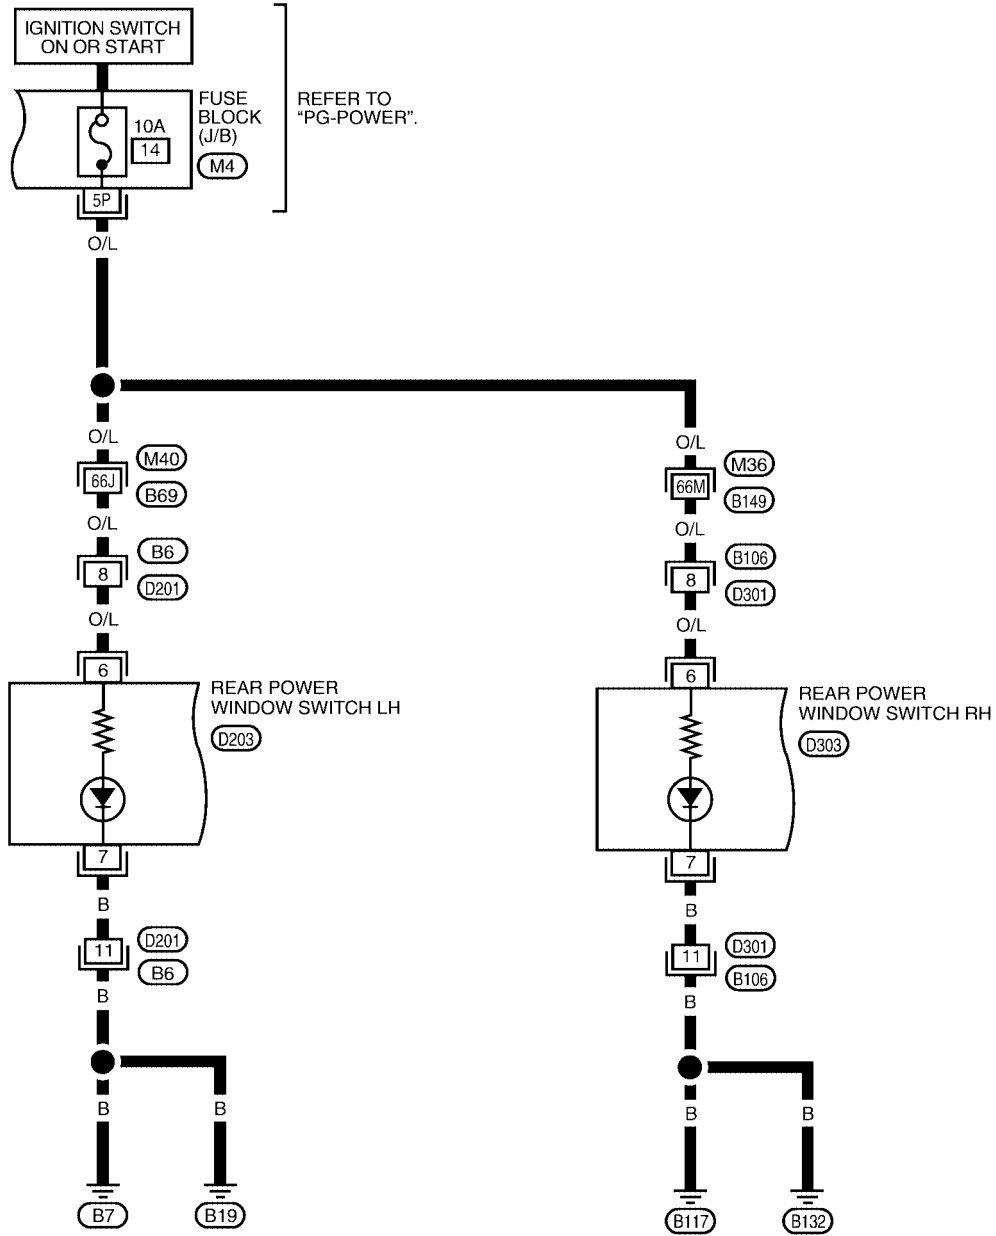 IGNITION SWITCH
ON OR START
FUSE
BLOCK
(J/B)
M4
10A
14
REFER TO
“PG-POWER”.
5P
O/L
O/L
O/L
M40
66J
B69
M36
66M
B149
O/L
O/L
B6
8
D201
B106
8
D301
O/L
O/L
6
6
REAR POWER
WINDOW SWITCH LH
D203
REAR POWER
WINDOW SWITCH RH
D303
7
7
B
B
D201
11
B6
D301
11
B106
B
B
B
B
B
B
B7
B19
B117
B132